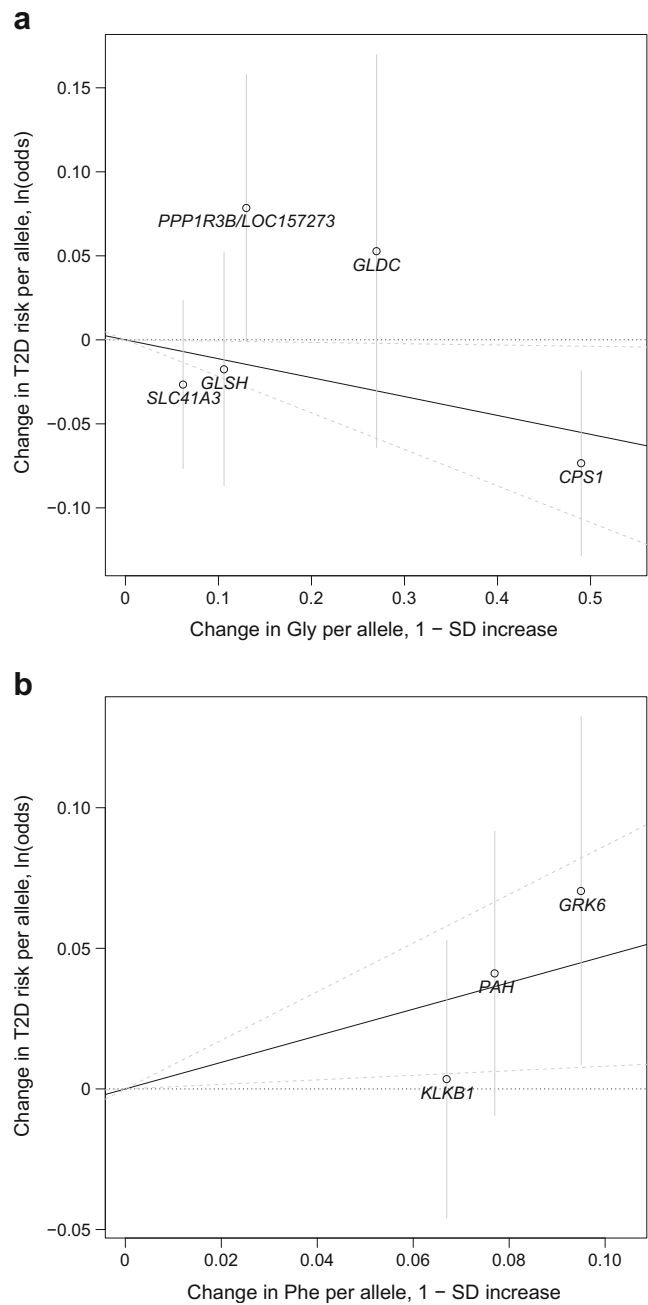 a
Change in T2D risk per allele, ln(odds)
0.15
0.10
0.05
0
−0.05
−0.10
PPP1R3B/LOC157273
GLDC
GLSH
SLC41A3
CPS1
0
0.1
0.2
0.3
0.4
0.5
Change in Gly per allele, 1 − SD increase
b
Change in T2D risk per allele, ln(odds)
0.10
0.05
0
−0.05
GRK6
PAH
KLKB1
0
0.02
0.04
0.06
0.08
0.10
Change in Phe per allele, 1 − SD increase